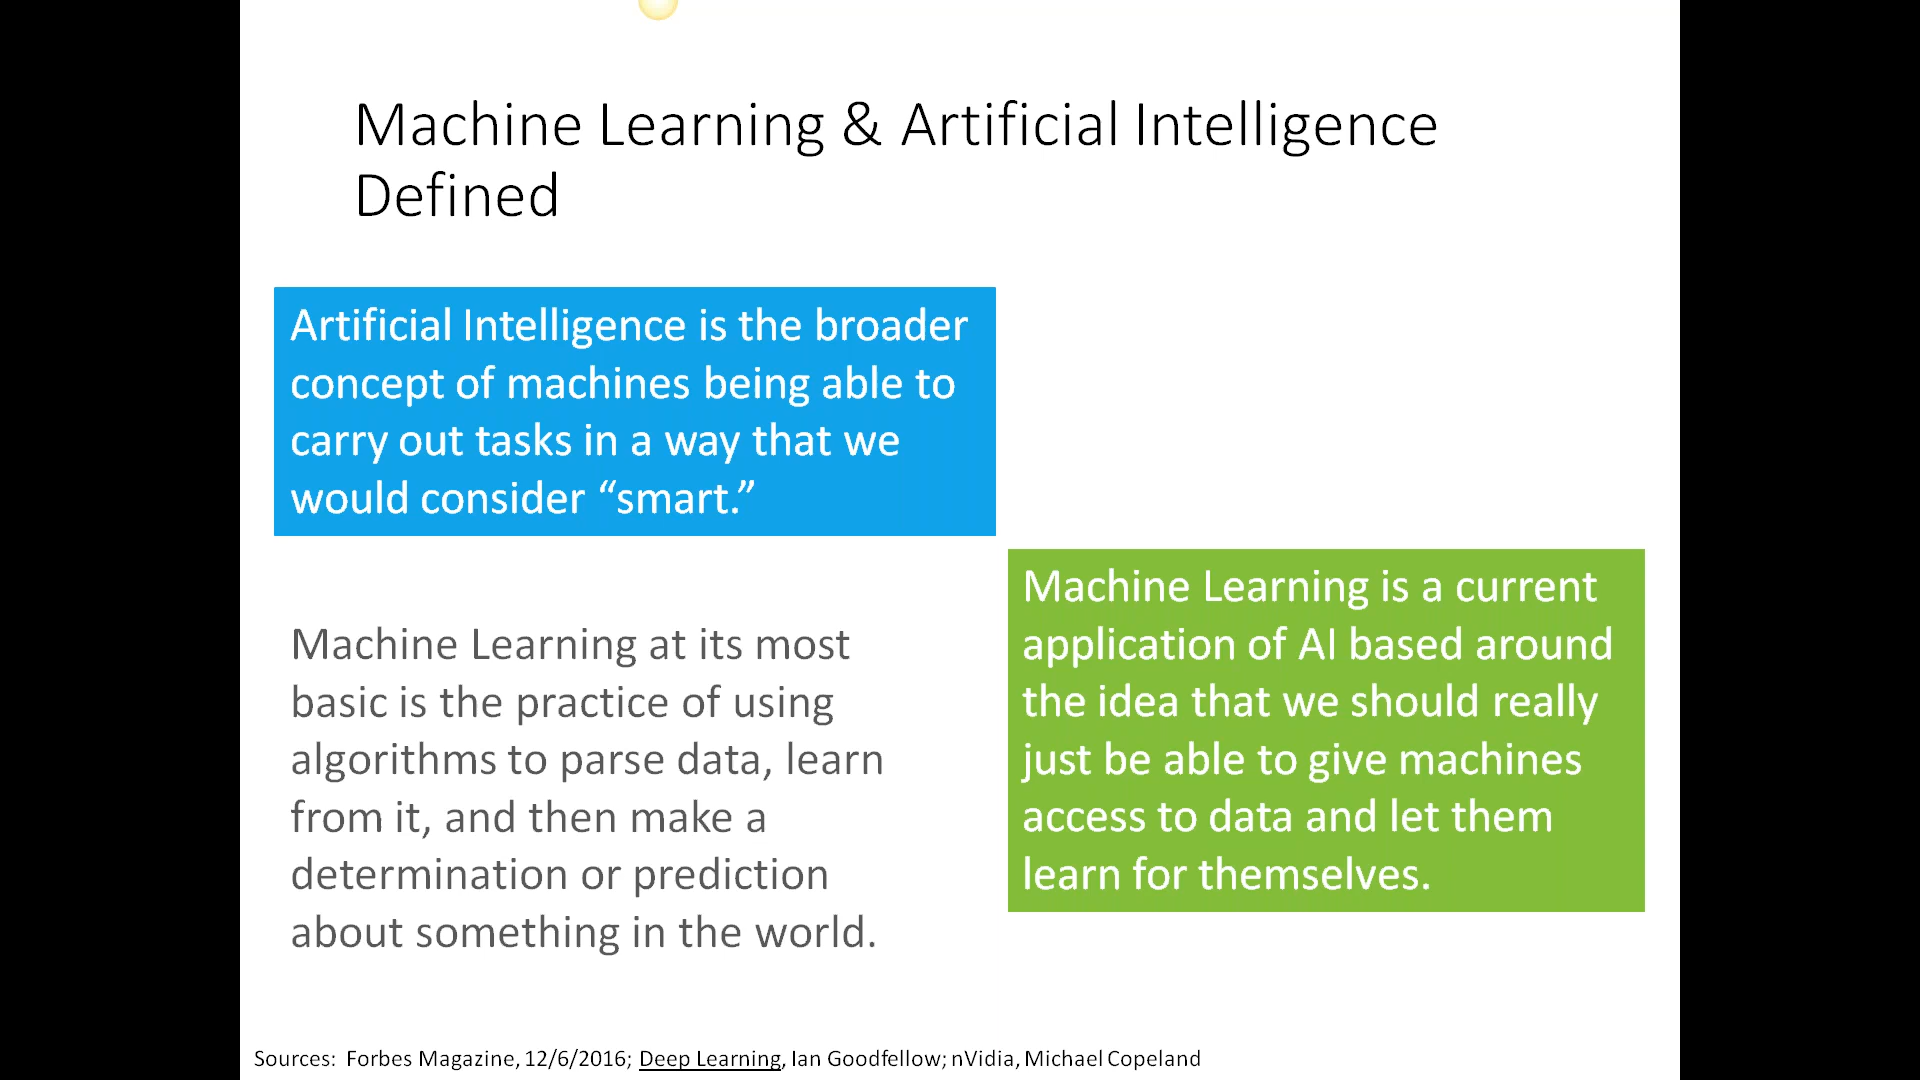 Machine Learning & Artificial Intelligence
Defined
Artificial Intelligence is the broader
concept of machines being able to
carry out tasks in a way that we
would consider “smart.”
Machine Learning at its most
basic is the practice of using
algorithms to parse data, learn
from it, and then make a
determination or prediction
about something in the world.
Machine Learning is a current
application of AI based around
the idea that we should really
just be able to give machines
access to data and let them
learn for themselves.
Sources:  Forbes Magazine, 12/6/2016; Deep Learning, Ian Goodfellow; nVidia, Michael Copeland